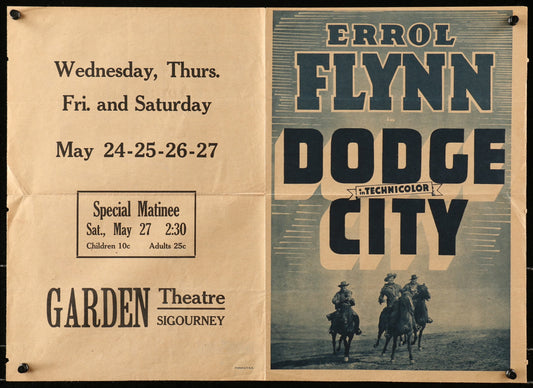 Wednesday, Thurs.
Fri. and Saturday
May 24-25-26-27
Special Matinee
Sat., May 27 2:30
Children 10c Adults 25c
GARDEN Theatre
SIGOURNEY
ERROL
FLYNN
in
DODGE
in TECHNICOLOR
CITY